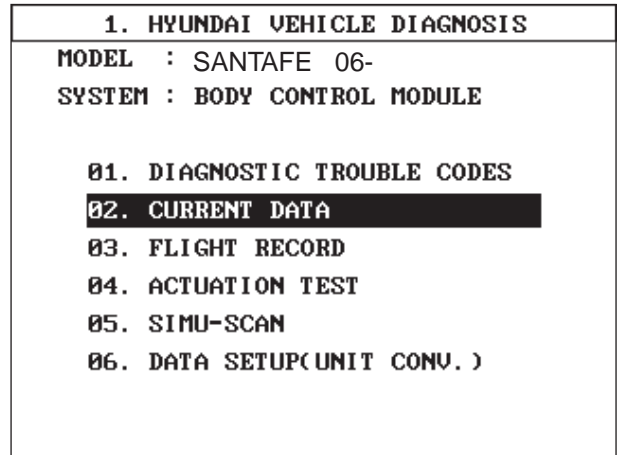 1. HYUNDAI VEHICLE DIAGNOSIS
MODEL : SANTAFE 06-
SYSTEM : BODY CONTROL MODULE
01. DIAGNOSTIC TROUBLE CODES
02. CURRENT DATA
03. FLIGHT RECORD
04. ACTUATION TEST
05. SIMU-SCAN
06. DATA SETUP(UNIT CONV.)